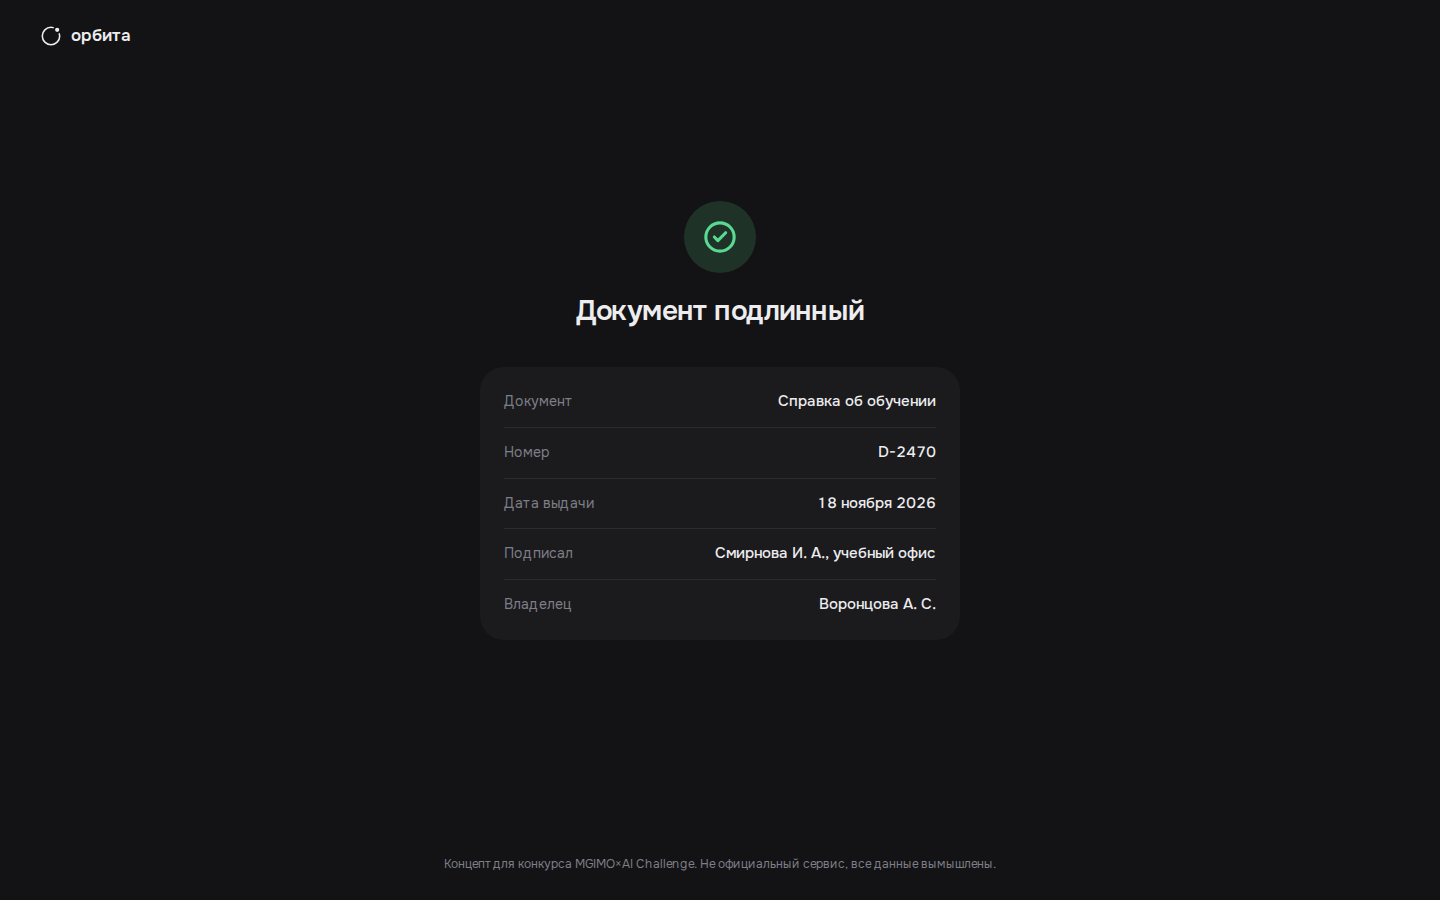 орбита
Документ подлинный
Документ Справка об обучении
Номер D-2470
Дата выдачи 18 ноября 2026
Подписал Смирнова И. А., учебный офис
Владелец Воронцова А. С.
Концепт для конкурса MGIMO×AI Challenge. Не официальный сервис, все данные вымышлены.